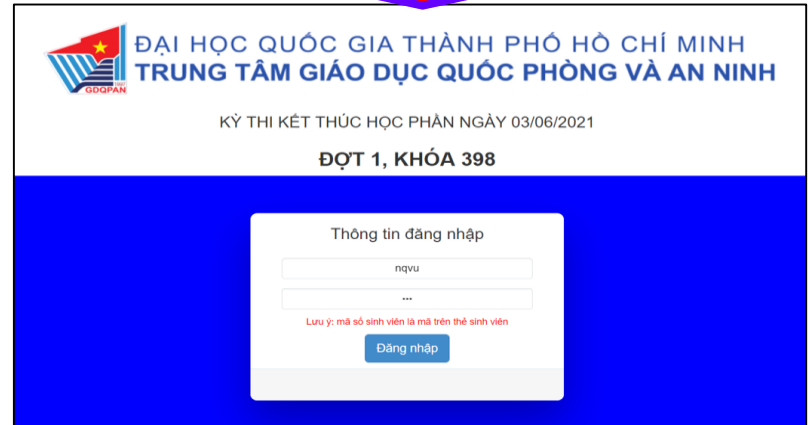 ĐẠI HỌC QUỐC GIA THÀNH PHỐ HỒ CHÍ MINH
TRUNG TÂM GIÁO DỤC QUỐC PHÒNG VÀ AN NINH
GDQPAN
KỲ THI KẾT THÚC HỌC PHẦN NGÀY 03/06/2021
ĐỢT 1, KHÓA 398
Thông tin đăng nhập
nqvu
•••
Lưu ý: mã số sinh viên là mã trên thẻ sinh viên
Đăng nhập